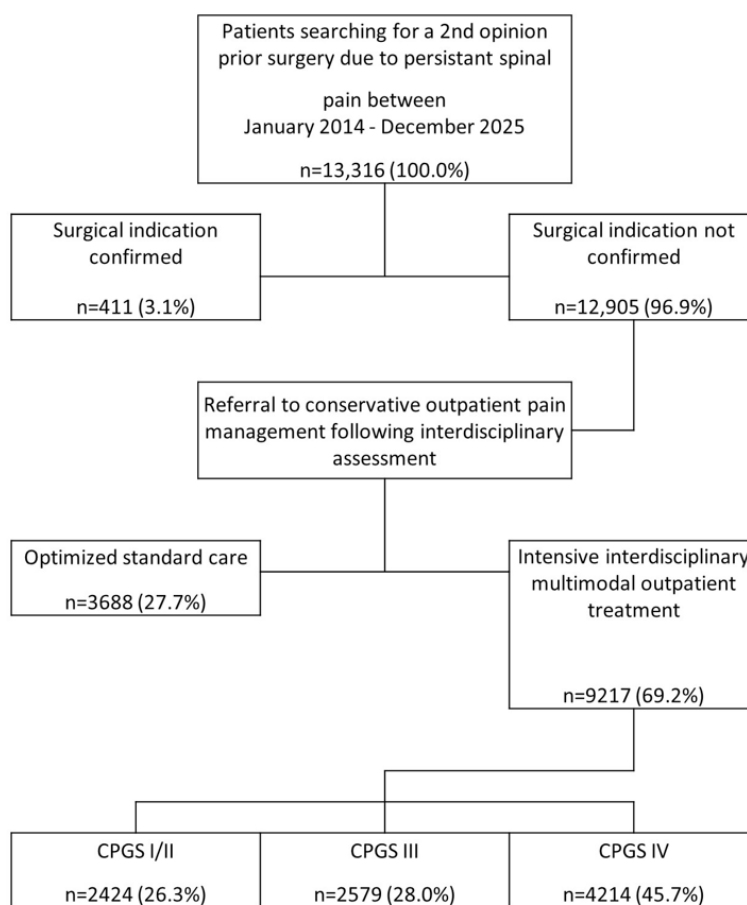 Patients searching for a 2nd opinion
prior surgery due to persistant spinal
pain between
January 2014 - December 2025
n=13,316 (100.0%)
Surgical indication
confirmed
n=411 (3.1%)
Surgical indication not
confirmed
n=12,905 (96.9%)
Referral to conservative outpatient pain
management following interdisciplinary
assessment
Optimized standard care
n=3688 (27.7%)
Intensive interdisciplinary
multimodal outpatient
treatment
n=9217 (69.2%)
CPGS I/II
n=2424 (26.3%)
CPGS III
n=2579 (28.0%)
CPGS IV
n=4214 (45.7%)